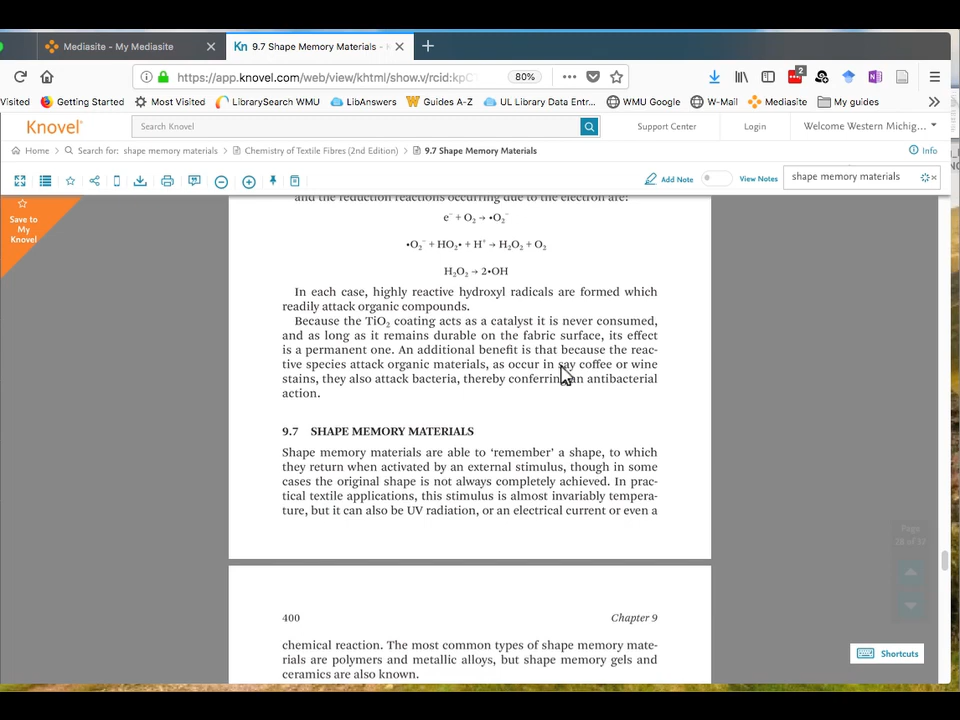 Mediasite - My Mediasite
Kn 9.7 Shape Memory Materials -
https://app.knovel.com/web/view/khtml/show.v/rcid:kpC
80%
2
Visited
Getting Started
Most Visited
LibrarySearch WMU
LibAnswers
Guides A-Z
UL Library Data Entr...
WMU Google
W-Mail
Mediasite
My guides
Knovel
Search Knovel
Support Center
Login
Welcome Western Michig...
Home > Search for: shape memory materials > Chemistry of Textile Fibres (2nd Edition) > 9.7 Shape Memory Materials
Info
Add Note
View Notes
shape memory materials
Save to
My
Knovel
and the reduction reactions occurring due to the electron are:
e⁻ + O₂ → •O₂⁻
•O₂⁻ + HO₂• + H⁺ → H₂O₂ + O₂
H₂O₂ → 2•OH
In each case, highly reactive hydroxyl radicals are formed which
readily attack organic compounds.
Because the TiO₂ coating acts as a catalyst it is never consumed,
and as long as it remains durable on the fabric surface, its effect
is a permanent one. An additional benefit is that because the reac-
tive species attack organic materials, as occur in say coffee or wine
stains, they also attack bacteria, thereby conferring an antibacterial
action.
9.7 SHAPE MEMORY MATERIALS
Shape memory materials are able to ‘remember’ a shape, to which
they return when activated by an external stimulus, though in some
cases the original shape is not always completely achieved. In prac-
tical textile applications, this stimulus is almost invariably tempera-
ture, but it can also be UV radiation, or an electrical current or even a
Page
28 of 37
400
Chapter 9
chemical reaction. The most common types of shape memory mate-
rials are polymers and metallic alloys, but shape memory gels and
ceramics are also known.
Shortcuts